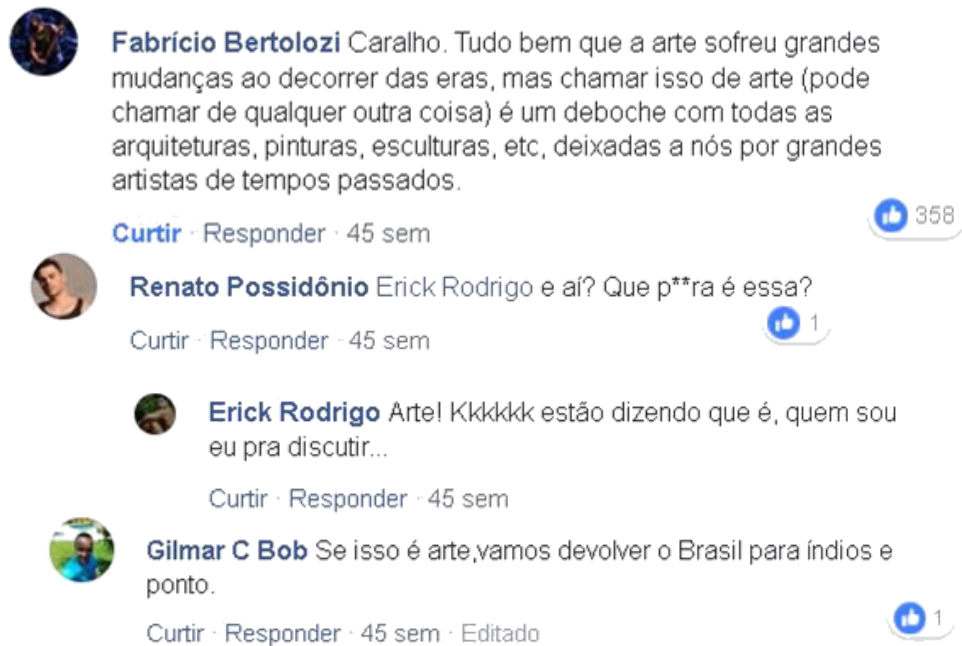 Fabrício Bertolozi Caralho. Tudo bem que a arte sofreu grandes
mudanças ao decorrer das eras, mas chamar isso de arte (pode
chamar de qualquer outra coisa) é um deboche com todas as
arquiteturas, pinturas, esculturas, etc, deixadas a nós por grandes
artistas de tempos passados.
358
Curtir · Responder · 45 sem
Renato Possidônio Erick Rodrigo e aí? Que p**ra é essa?
1
Curtir · Responder · 45 sem
Erick Rodrigo Arte! Kkkkkk estão dizendo que é, quem sou
eu pra discutir...
Curtir · Responder · 45 sem
Gilmar C Bob Se isso é arte,vamos devolver o Brasil para índios e
ponto.
Curtir · Responder · 45 sem · Editado
1